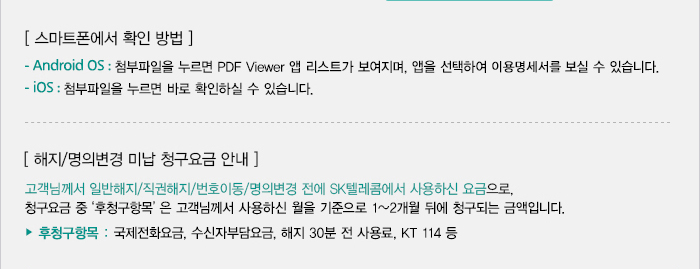 [ 스마트폰에서 확인 방법 ]
- Android OS : 첨부파일을 누르면 PDF Viewer 앱 리스트가 보여지며, 앱을 선택하여 이용명세서를 보실 수 있습니다.
- iOS : 첨부파일을 누르면 바로 확인하실 수 있습니다.
[ 해지/명의변경 미납 청구요금 안내 ]
고객님께서 일반해지/직권해지/번호이동/명의변경 전에 SK텔레콤에서 사용하신 요금으로,
청구요금 중 ‘후청구항목’ 은 고객님께서 사용하신 월을 기준으로 1~2개월 뒤에 청구되는 금액입니다.
▶ 후청구항목 : 국제전화요금, 수신자부담요금, 해지 30분 전 사용료, KT 114 등